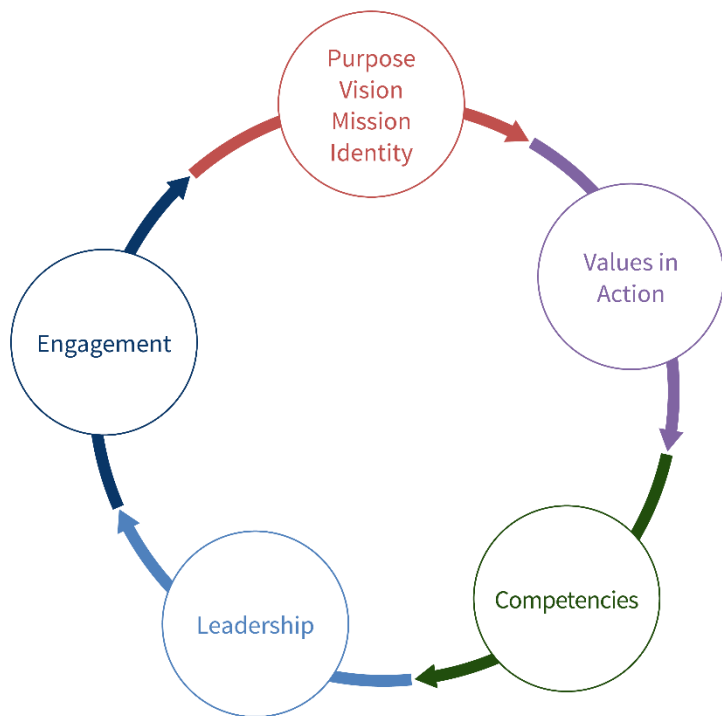 Purpose
Vision
Mission
Identity
Values in
Action
Competencies
Leadership
Engagement